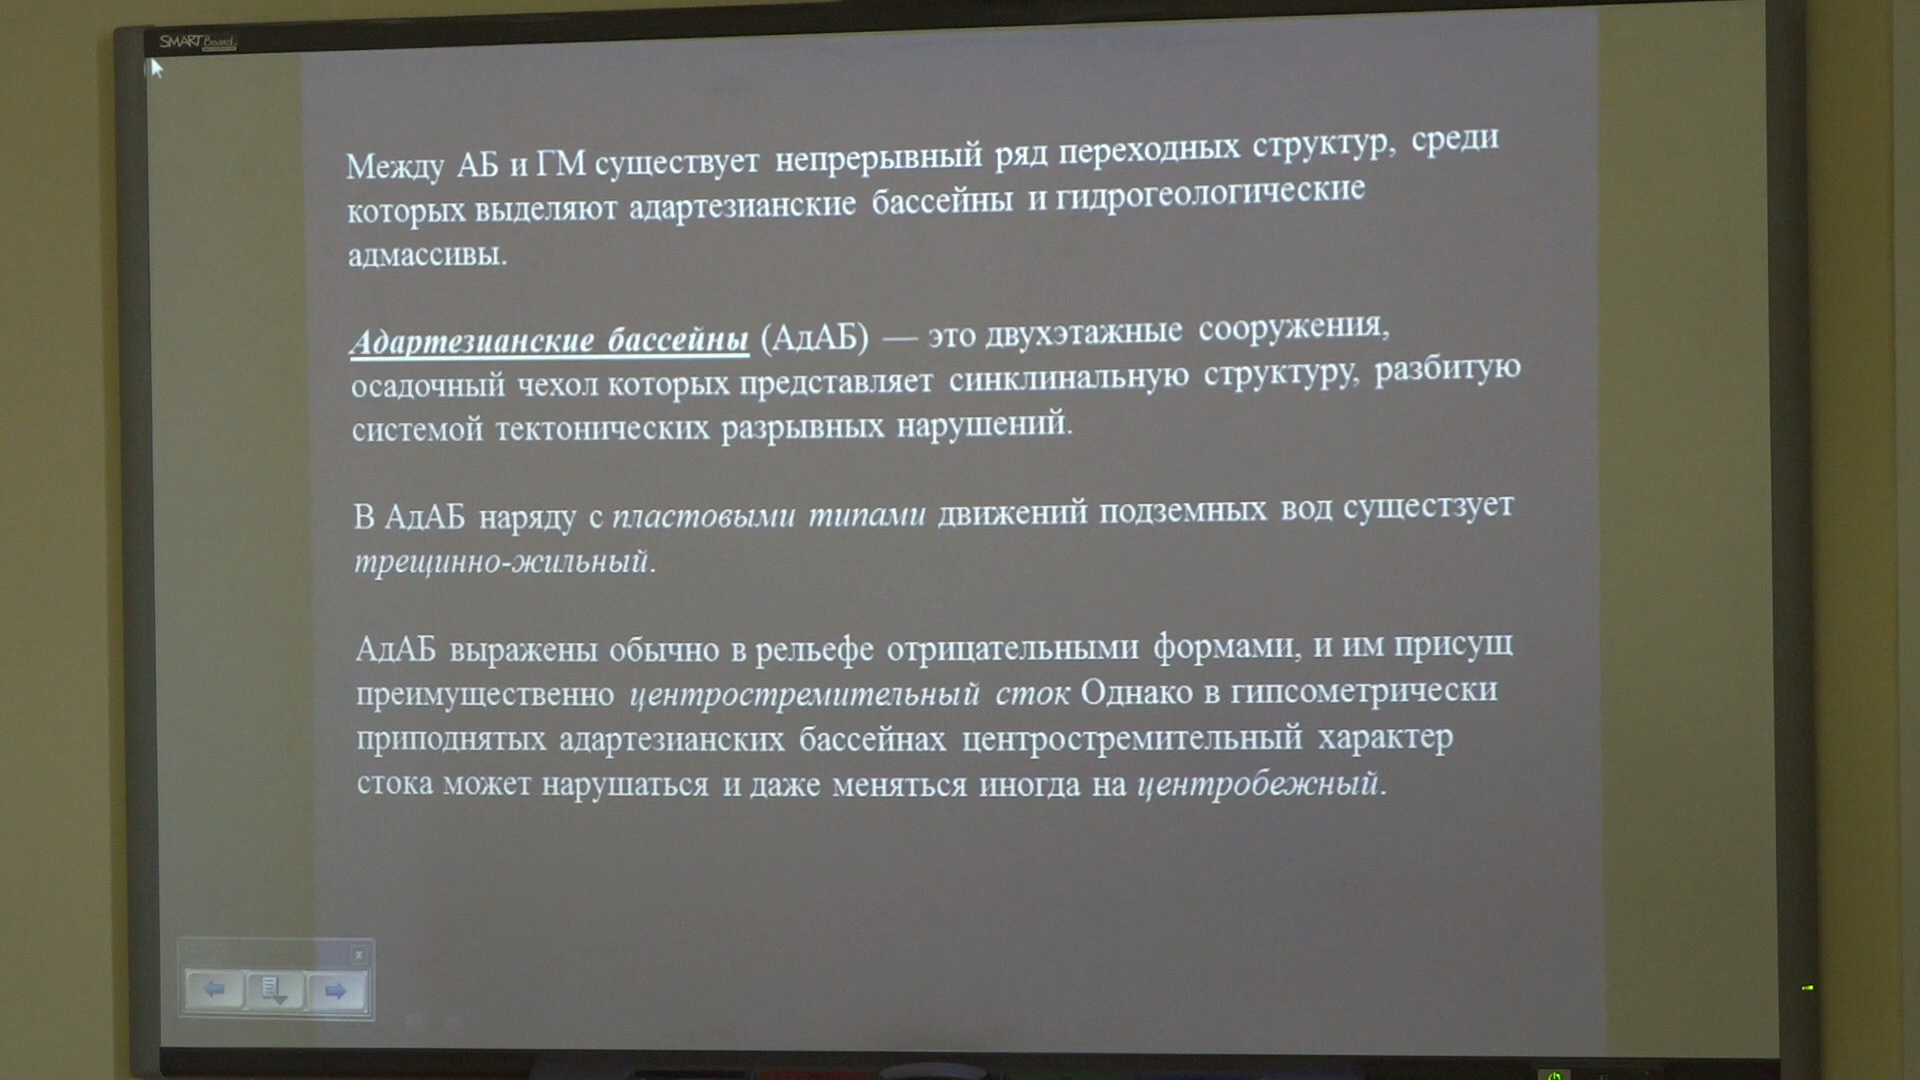 SMART Board
Между АБ и ГМ существует непрерывный ряд переходных структур, среди
которых выделяют адартезианские бассейны и гидрогеологические
адмассивы.
Адартезианские бассейны (АдАБ) — это двухэтажные сооружения,
осадочный чехол которых представляет синклинальную структуру, разбитую
системой тектонических разрывных нарушений.
В АдАБ наряду с пластовыми типами движений подземных вод сущестзует
трещинно-жильный.
АдАБ выражены обычно в рельефе отрицательными формами, и им присущ
преимущественно центростремительный сток Однако в гипсометрически
приподнятых адартезианских бассейнах центростремительный характер
стока может нарушаться и даже меняться иногда на центробежный.